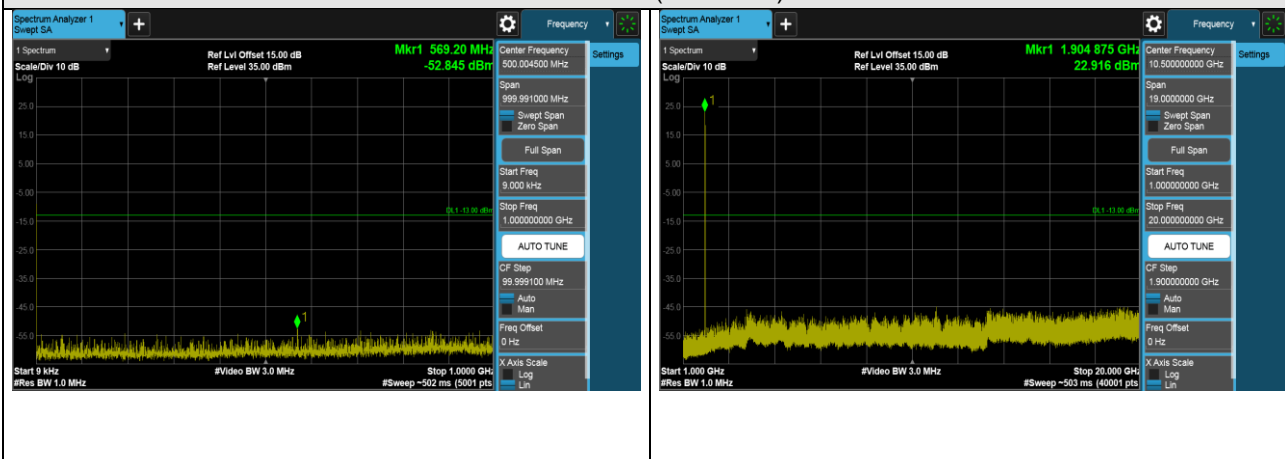 Spectrum Analyzer 1
Swept SA
+
Frequency
1 Spectrum
Scale/Div 10 dB
Log
Ref Lvl Offset 15.00 dB
Ref Level 35.00 dBm
Mkr1 569.20 MHz
-52.845 dBm
25.0
15.0
5.00
-5.00
-15.0
-25.0
-35.0
-45.0
-55.0
DL1 -13.00 dBm
1
Start 9 kHz
#Res BW 1.0 MHz
#Video BW 3.0 MHz
Stop 1.0000 GHz
#Sweep ~502 ms (5001 pts
Center Frequency
500.004500 MHz
Settings
Span
999.991000 MHz
Swept Span
Zero Span
Full Span
Start Freq
9.000 kHz
Stop Freq
1.000000000 GHz
AUTO TUNE
CF Step
99.999100 MHz
Auto
Man
Freq Offset
0 Hz
X Axis Scale
Log
Lin
Spectrum Analyzer 1
Swept SA
+
Frequency
1 Spectrum
Scale/Div 10 dB
Log
Ref Lvl Offset 15.00 dB
Ref Level 35.00 dBm
Mkr1 1.904 875 GHz
22.916 dBm
25.0
15.0
5.00
-5.00
-15.0
-25.0
-35.0
-45.0
-55.0
DL1 -13.00 dBm
1
Start 1.000 GHz
#Res BW 1.0 MHz
#Video BW 3.0 MHz
Stop 20.000 GHz
#Sweep ~503 ms (40001 pts
Center Frequency
10.500000000 GHz
Settings
Span
19.0000000 GHz
Swept Span
Zero Span
Full Span
Start Freq
1.000000000 GHz
Stop Freq
20.000000000 GHz
AUTO TUNE
CF Step
1.900000000 GHz
Auto
Man
Freq Offset
0 Hz
X Axis Scale
Log
Lin